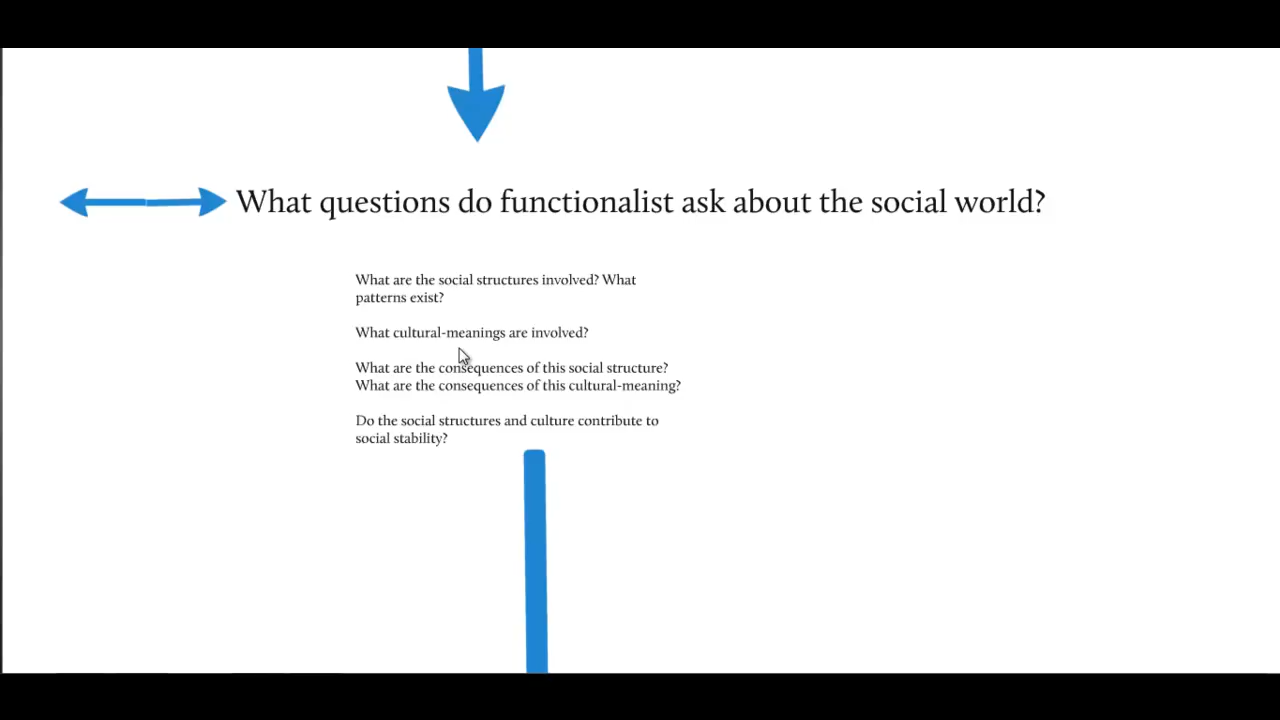 What questions do functionalist ask about the social world?
What are the social structures involved? What
patterns exist?
What cultural-meanings are involved?
What are the consequences of this social structure?
What are the consequences of this cultural-meaning?
Do the social structures and culture contribute to
social stability?